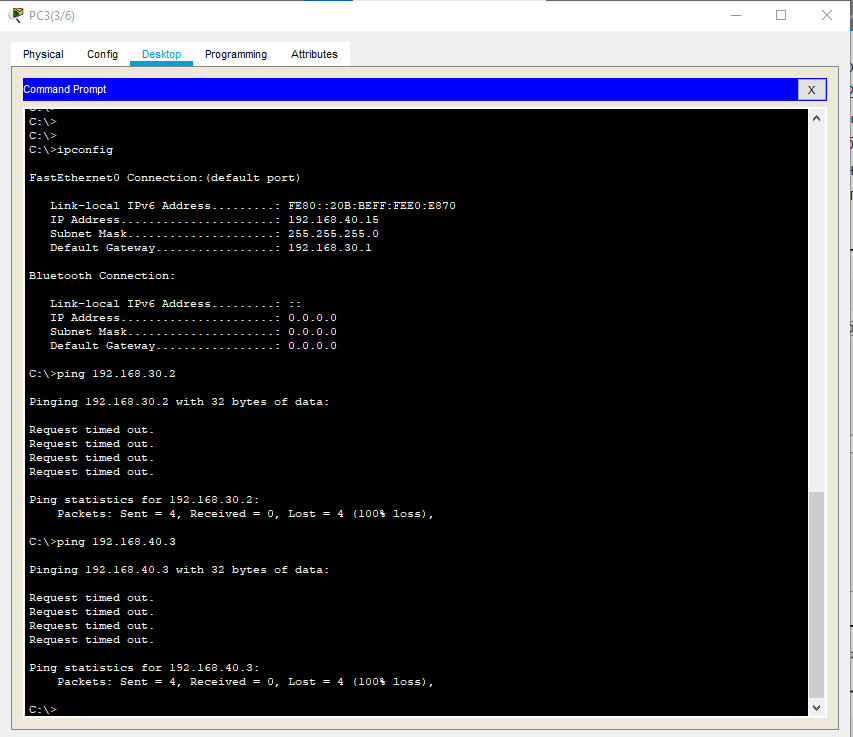 PC3(3/6)
Physical Config Desktop Programming Attributes
Command Prompt
X
C:\>
C:\>
C:\>ipconfig
FastEthernet0 Connection:(default port)
Link-local IPv6 Address.........: FE80::20B:BEFF:FEE0:E870
IP Address......................: 192.168.40.15
Subnet Mask.....................: 255.255.255.0
Default Gateway.................: 192.168.30.1
Bluetooth Connection:
Link-local IPv6 Address.........: ::
IP Address......................: 0.0.0.0
Subnet Mask.....................: 0.0.0.0
Default Gateway.................: 0.0.0.0
C:\>ping 192.168.30.2
Pinging 192.168.30.2 with 32 bytes of data:
Request timed out.
Request timed out.
Request timed out.
Request timed out.
Ping statistics for 192.168.30.2:
Packets: Sent = 4, Received = 0, Lost = 4 (100% loss),
C:\>ping 192.168.40.3
Pinging 192.168.40.3 with 32 bytes of data:
Request timed out.
Request timed out.
Request timed out.
Request timed out.
Ping statistics for 192.168.40.3:
Packets: Sent = 4, Received = 0, Lost = 4 (100% loss),
C:\>